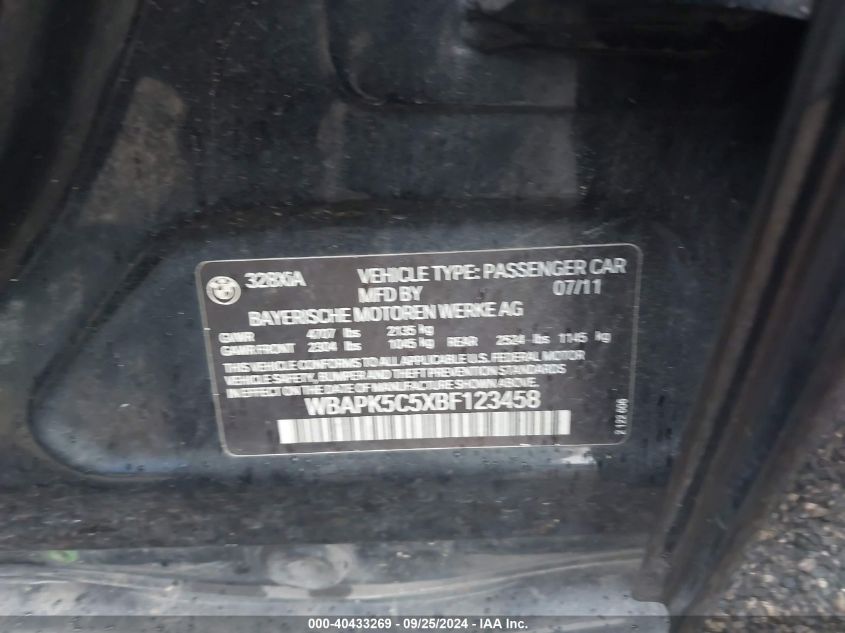 328XiA VEHICLE TYPE: PASSENGER CAR
MFD BY 07/11
BAYERISCHE MOTOREN WERKE AG
GVWR 4707 lbs 2135 kg
GAWR FRONT 2304 lbs 1045 kg REAR 2524 lbs 1145 kg
THIS VEHICLE CONFORMS TO ALL APPLICABLE U.S. FEDERAL MOTOR
VEHICLE SAFETY, BUMPER AND THEFT PREVENTION STANDARDS
IN EFFECT ON THE DATE OF MANUFACTURE SHOWN ABOVE.
WBAPK5C5XBF123458
2 122 606
000-40433269 - 09/25/2024 - IAA Inc.